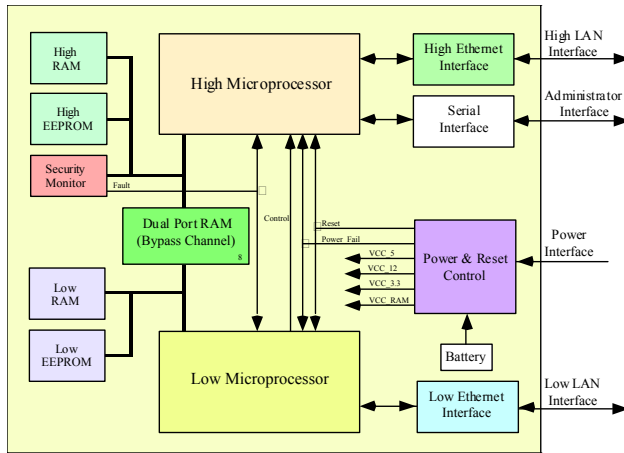 High
RAM
High
EEPROM
Security
Monitor
Fault
High Microprocessor
High Ethernet
Interface
Serial
Interface
High LAN
Interface
Administrator
Interface
Dual Port RAM
(Bypass Channel)
8
Control
Reset
Power_Fail
VCC_5
VCC_12
VCC_3.3
VCC_RAM
Power & Reset
Control
Power
Interface
Battery
Low
RAM
Low
EEPROM
Low Microprocessor
Low Ethernet
Interface
Low LAN
Interface